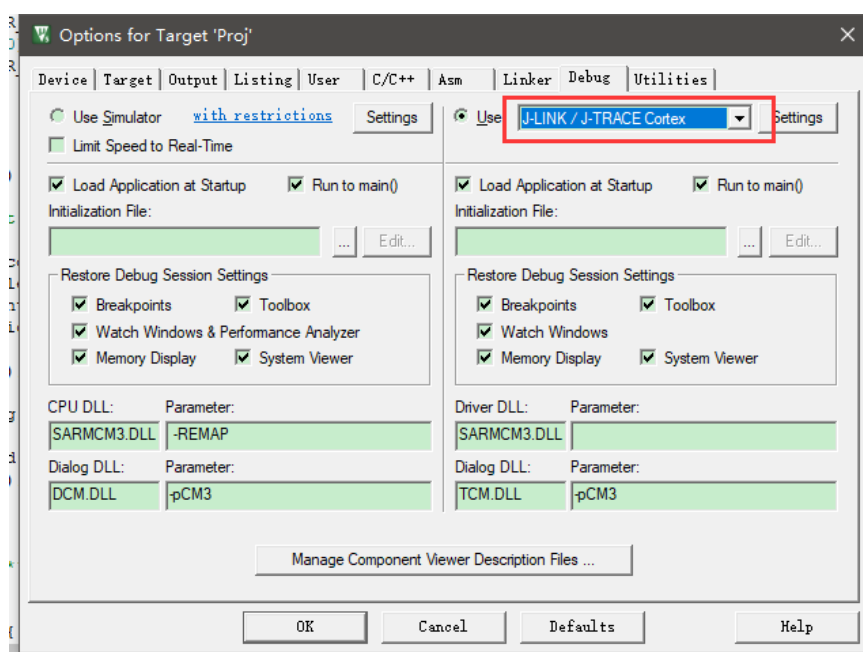 Options for Target 'Proj'
Device Target Output Listing User C/C++ Asm Linker Debug Utilities
Use Simulator with restrictions Settings
Limit Speed to Real-Time
Load Application at Startup Run to main()
Initialization File:
... Edit...
Restore Debug Session Settings
Breakpoints Toolbox
Watch Windows & Performance Analyzer
Memory Display System Viewer
CPU DLL: Parameter:
SARMCM3.DLL -REMAP
Dialog DLL: Parameter:
DCM.DLL -pCM3
Use J-LINK / J-TRACE Cortex Settings
Load Application at Startup Run to main()
Initialization File:
... Edit...
Restore Debug Session Settings
Breakpoints Toolbox
Watch Windows
Memory Display System Viewer
Driver DLL: Parameter:
SARMCM3.DLL
Dialog DLL: Parameter:
TCM.DLL -pCM3
Manage Component Viewer Description Files ...
OK Cancel Defaults Help